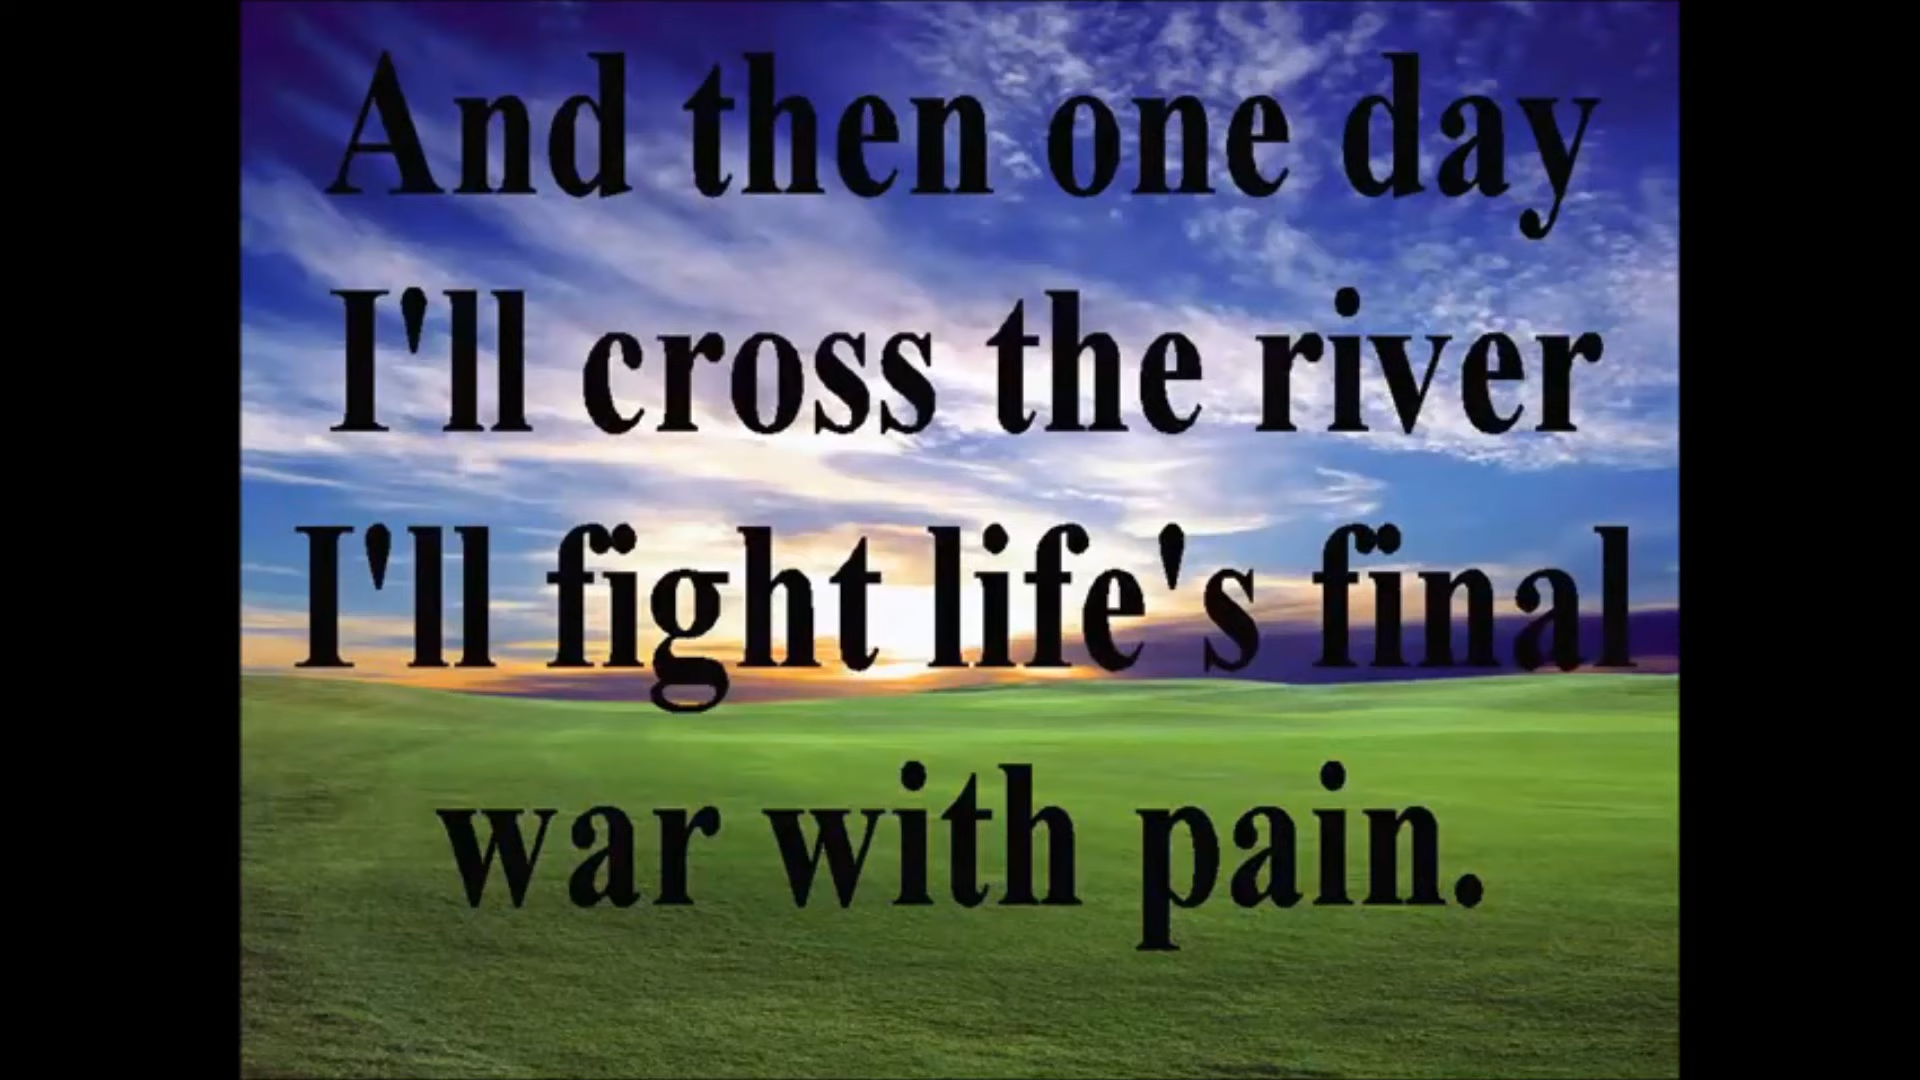 And then one day
I'll cross the river
I'll fight life's final
war with pain.